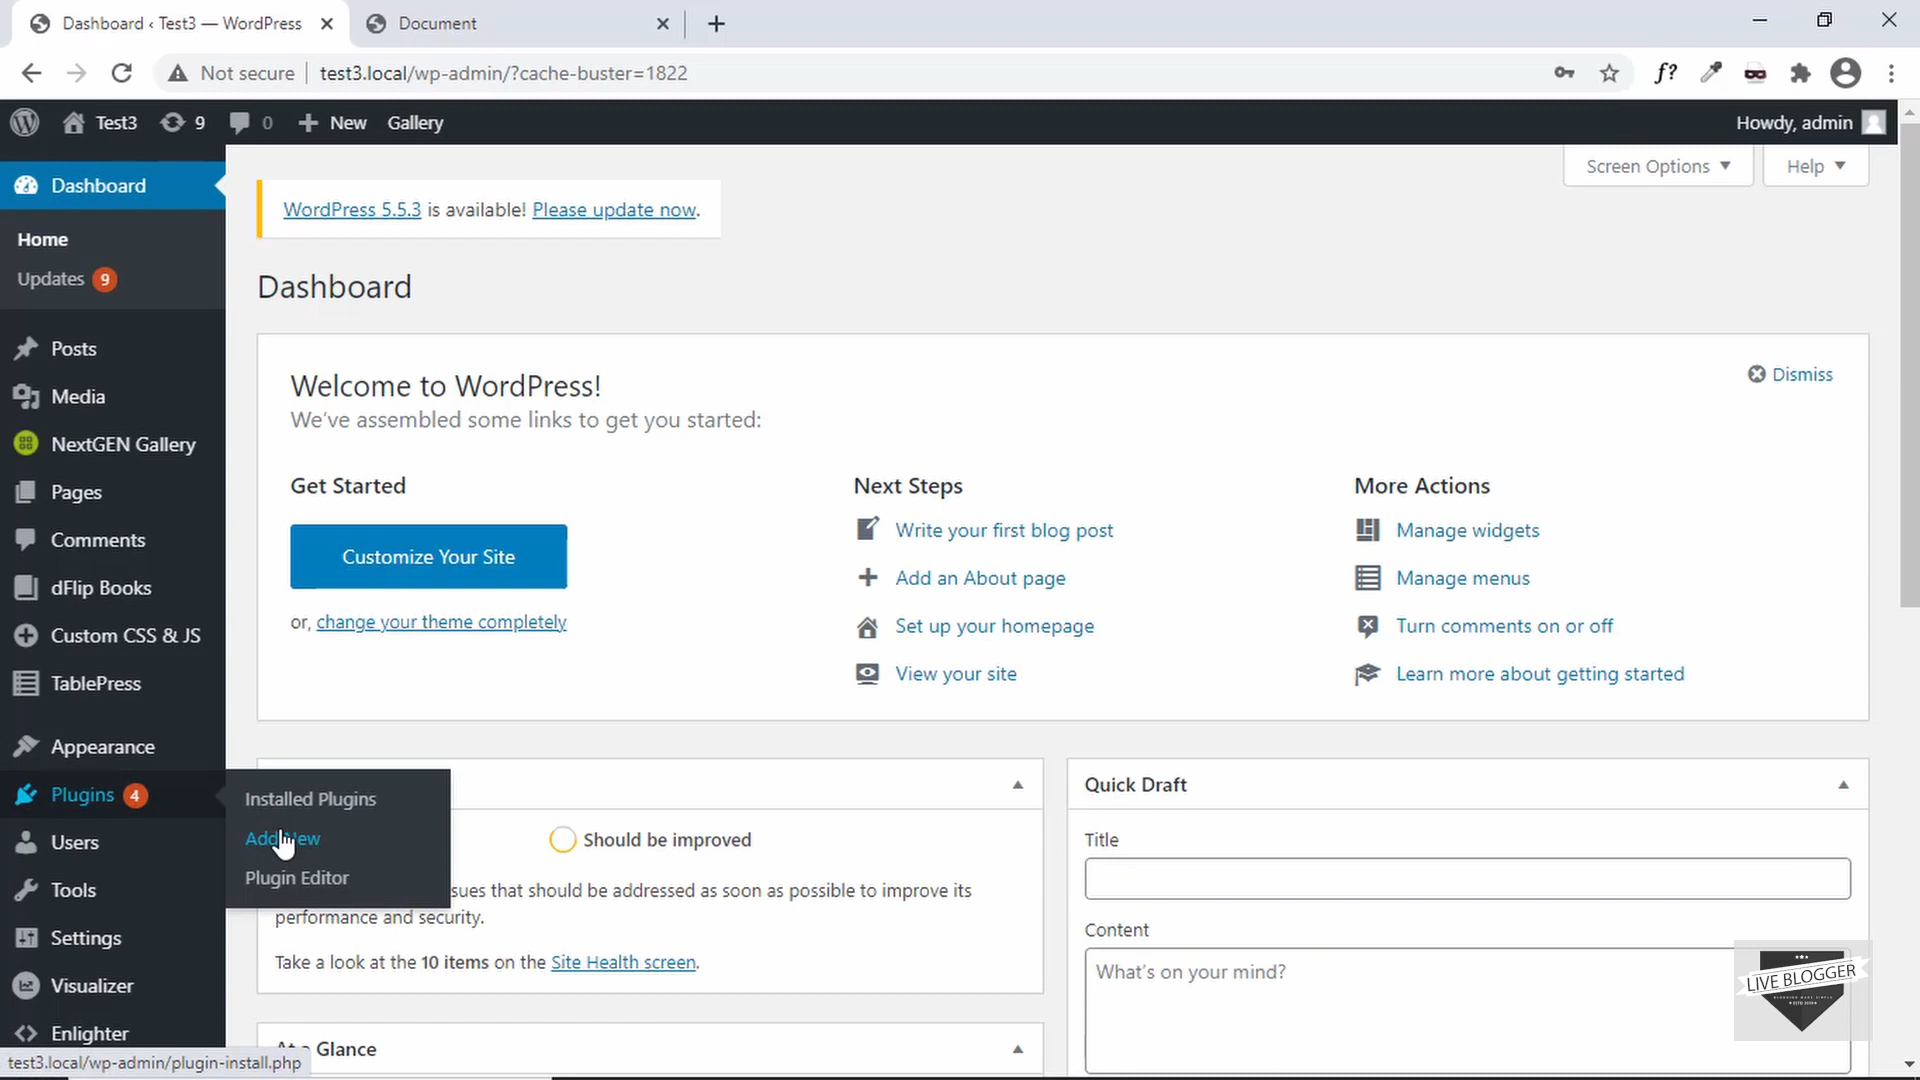 Dashboard ‹ Test3 — WordPress
Document
Not secure
test3.local/wp-admin/?cache-buster=1822
f?
Test3
9
0
New
Gallery
Howdy, admin
Screen Options
Help
Dashboard
Home
Updates 9
Posts
Media
NextGEN Gallery
Pages
Comments
dFlip Books
Custom CSS & JS
TablePress
Appearance
Plugins 4
Users
Tools
Settings
Visualizer
Enlighter
Installed Plugins
Add New
Plugin Editor
WordPress 5.5.3 is available! Please update now.
Dashboard
Welcome to WordPress!
We've assembled some links to get you started:
Dismiss
Get Started
Customize Your Site
or, change your theme completely
Next Steps
Write your first blog post
Add an About page
Set up your homepage
View your site
More Actions
Manage widgets
Manage menus
Turn comments on or off
Learn more about getting started
Should be improved
sues that should be addressed as soon as possible to improve its
performance and security.
Take a look at the 10 items on the Site Health screen.
At a Glance
Quick Draft
Title
Content
What's on your mind?
LIVE BLOGGER
test3.local/wp-admin/plugin-install.php